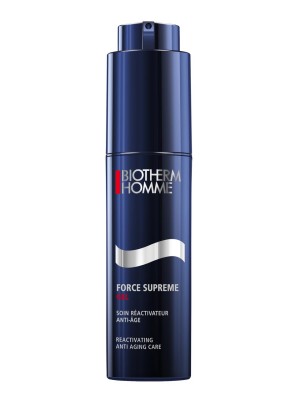 BIOTHERM
HOMME
FORCE SUPREME
SOIN RÉACTIVATEUR
ANTI-ÂGE
REACTIVATING
ANTI AGING CARE